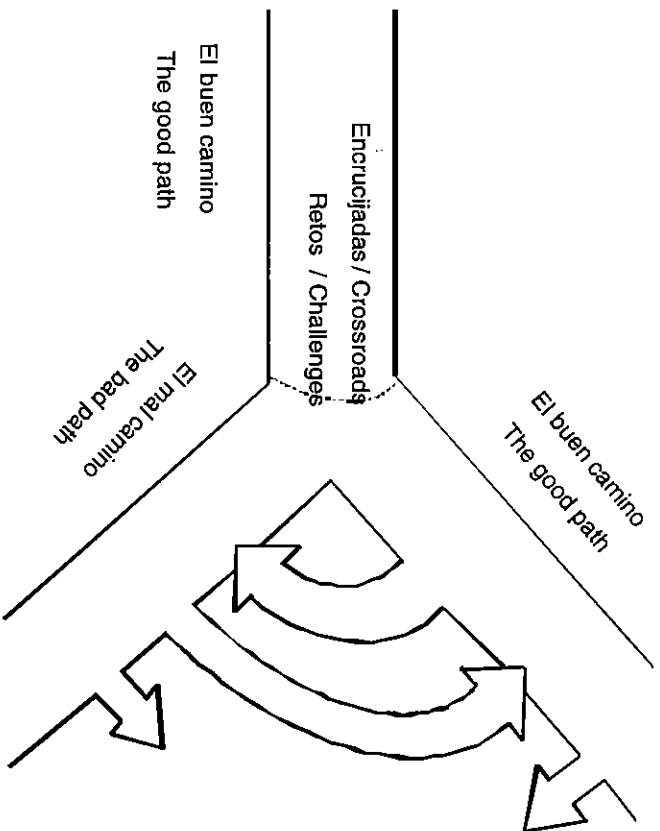 El buen camino
The good path
Encrucijadas / Crossroads
Retos / Challenges
El buen camino
The good path
El mal camino
The bad path